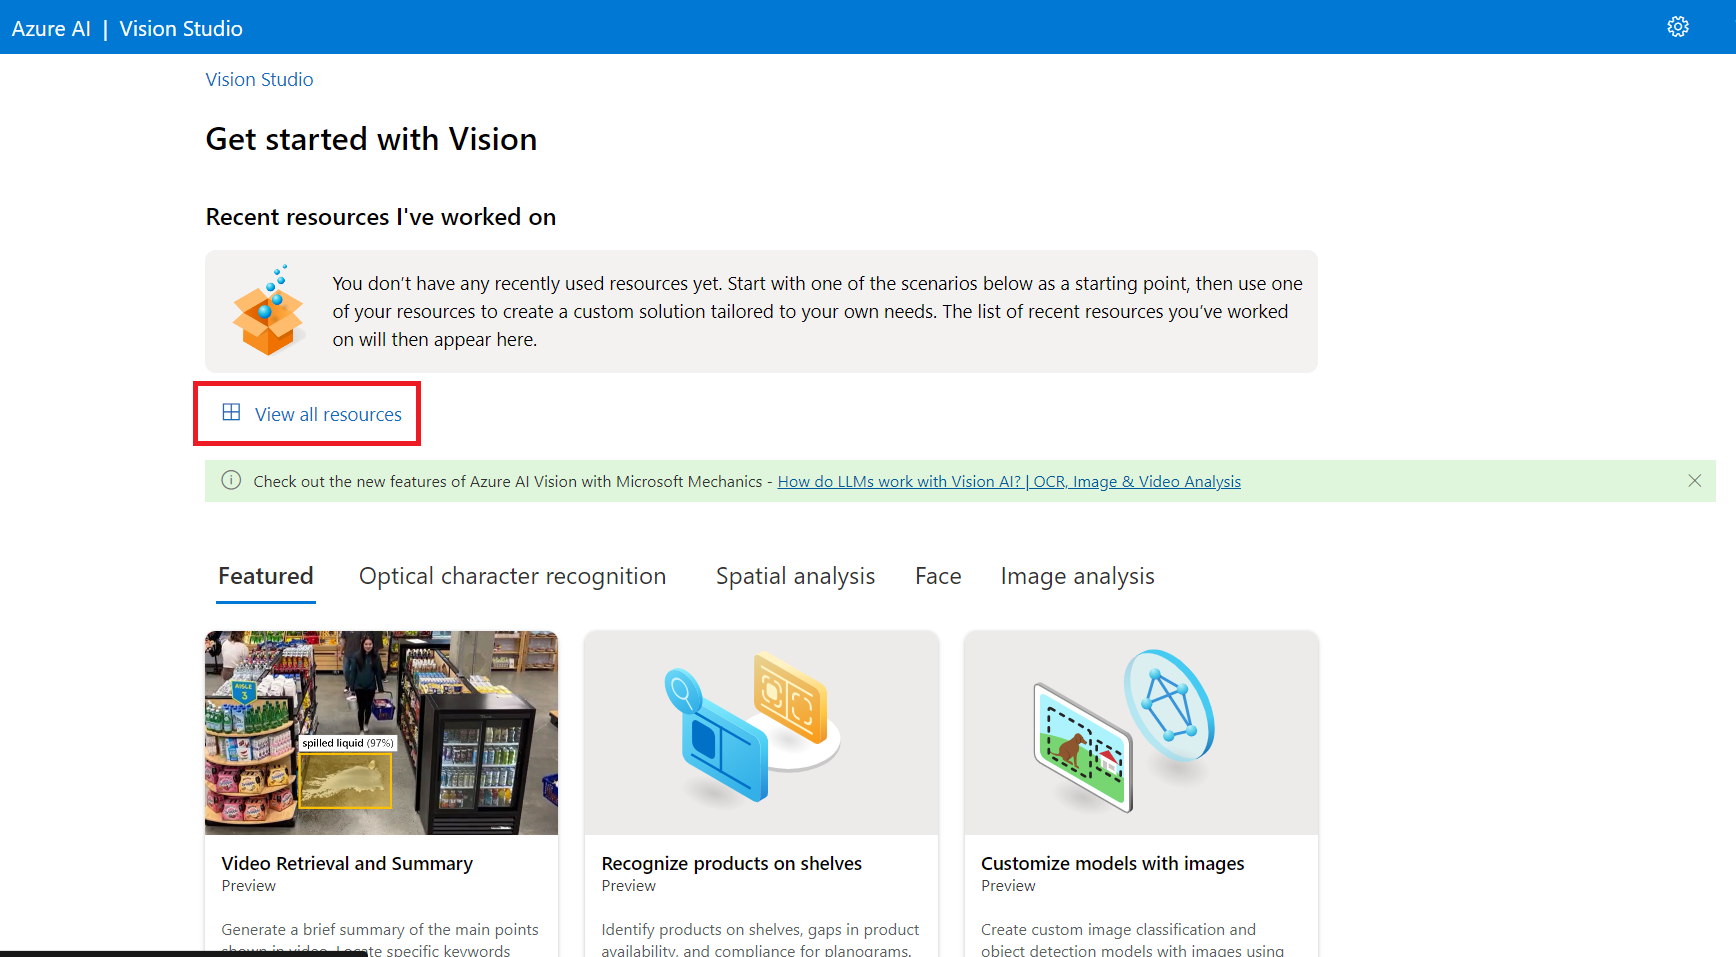 Azure AI | Vision Studio
Vision Studio
Get started with Vision
Recent resources I've worked on
You don’t have any recently used resources yet. Start with one of the scenarios below as a starting point, then use one
of your resources to create a custom solution tailored to your own needs. The list of recent resources you’ve worked
on will then appear here.
View all resources
Check out the new features of Azure AI Vision with Microsoft Mechanics - How do LLMs work with Vision AI? | OCR, Image & Video Analysis
Featured Optical character recognition Spatial analysis Face Image analysis
AISLE
3
spilled liquid (97%)
Video Retrieval and Summary
Preview
Generate a brief summary of the main points
shown in video. Locate specific keywords
Recognize products on shelves
Preview
Identify products on shelves, gaps in product
availability, and compliance for planograms.
Customize models with images
Preview
Create custom image classification and
object detection models with images using